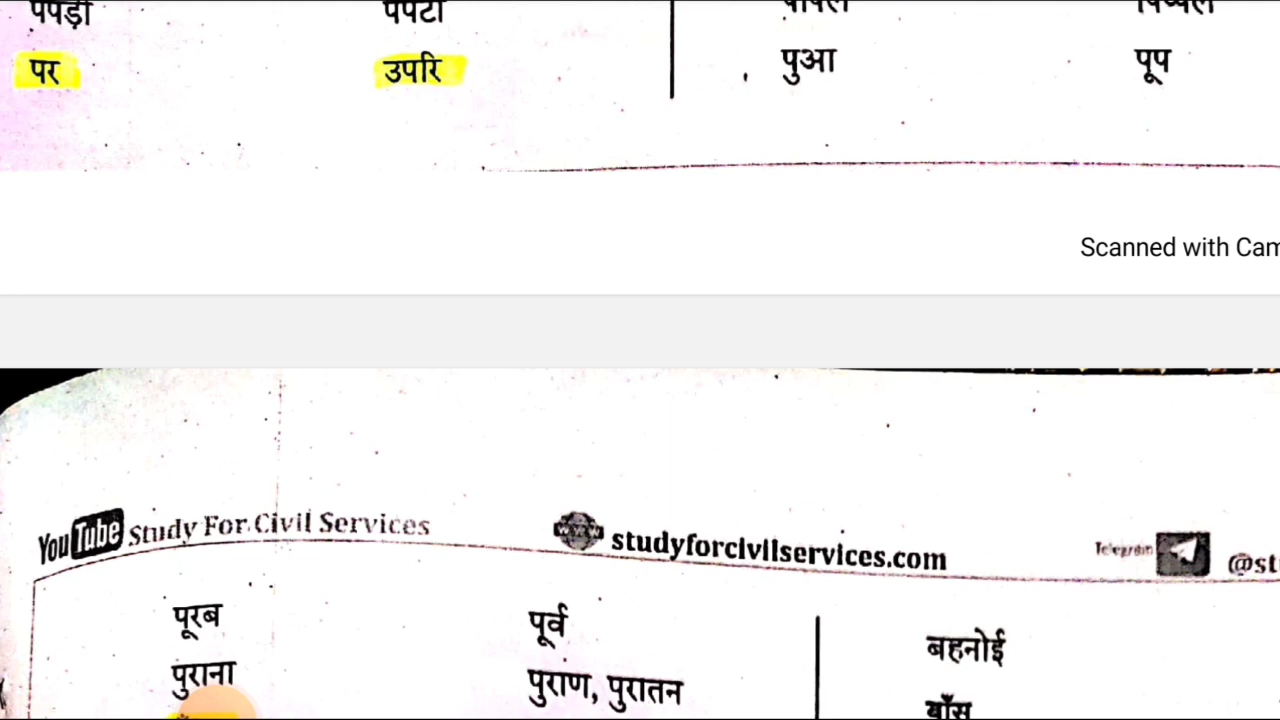 पपड़ी पपटी
पर उपरि पुआ पूप
Scanned with Cam
YouTube Study For Civil Services studyforcivilservices.com Telegram @st
पूरब पूर्व बहनोई
पुराना पुराण, पुरातन बाँस